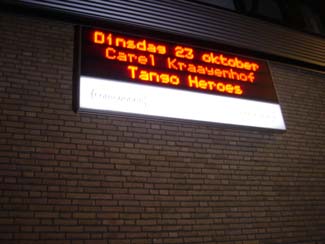 Dinsdag 23 oktober
Carel Kraayenhof
Tango Heroes